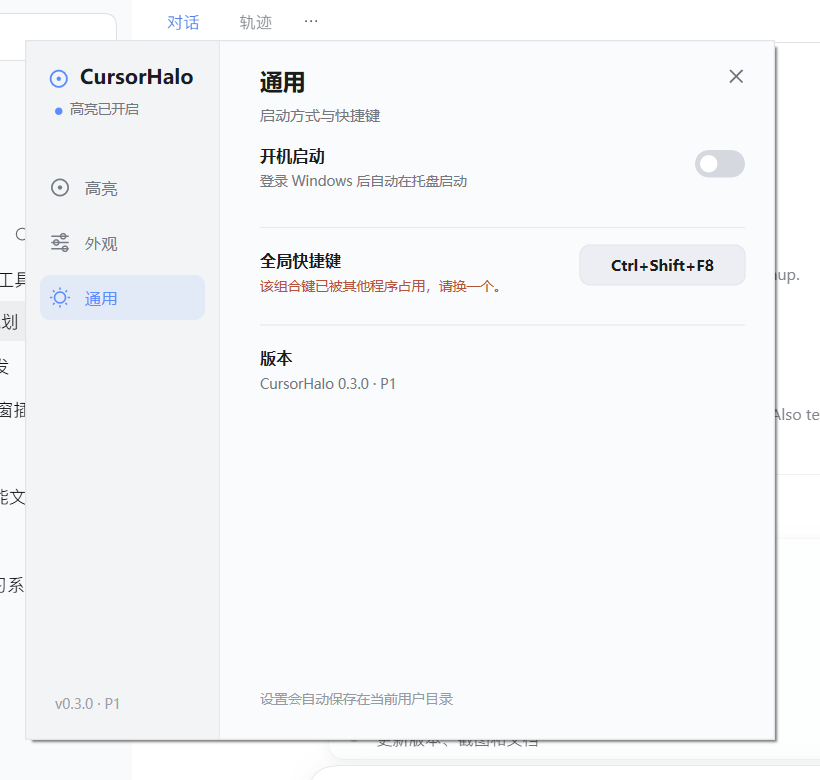 对话 轨迹 ...
CursorHalo
高亮已开启
高亮
外观
通用
v0.3.0 · P1
通用
启动方式与快捷键
开机启动
登录 Windows 后自动在托盘启动
全局快捷键
Ctrl+Shift+F8
该组合键已被其他程序占用，请换一个。
版本
CursorHalo 0.3.0 · P1
设置会自动保存在当前用户目录
工具
划
发
窗插
能文
习系
up.
Also te
更新版本、截图和文档